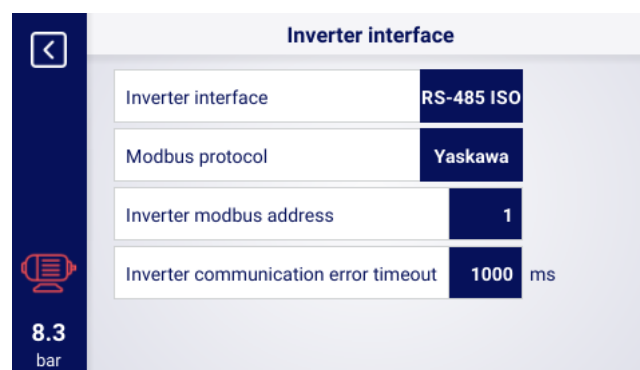 Inverter interface
Inverter interface RS-485 ISO
Modbus protocol Yaskawa
Inverter modbus address 1
Inverter communication error timeout 1000 ms
8.3
bar